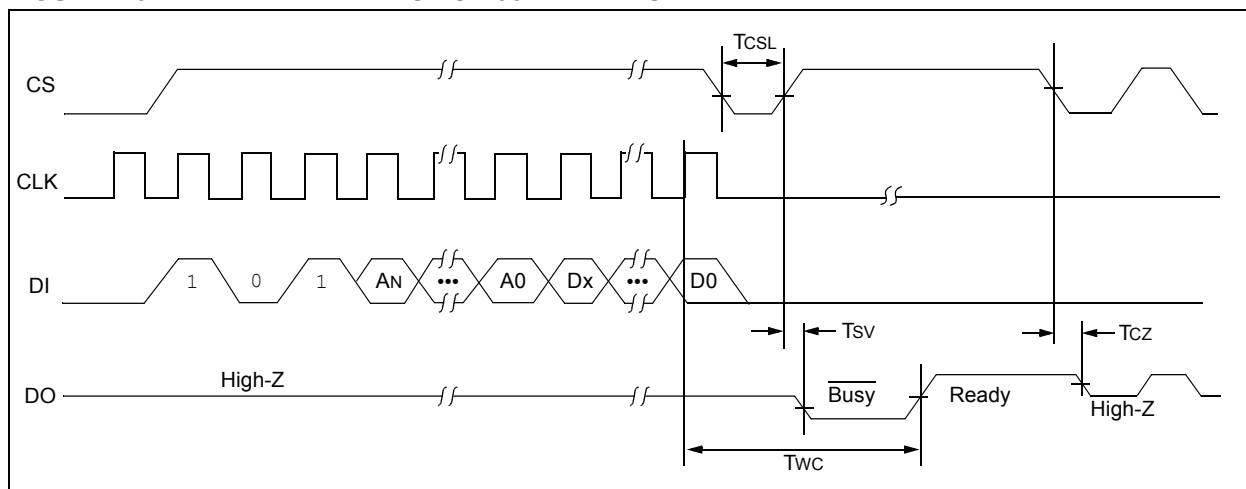 TCSL
CS
CLK
DI
1 0 1 AN ••• A0 Dx ••• D0
TSV
TCZ
High-Z
DO
Busy
Ready
High-Z
TWC